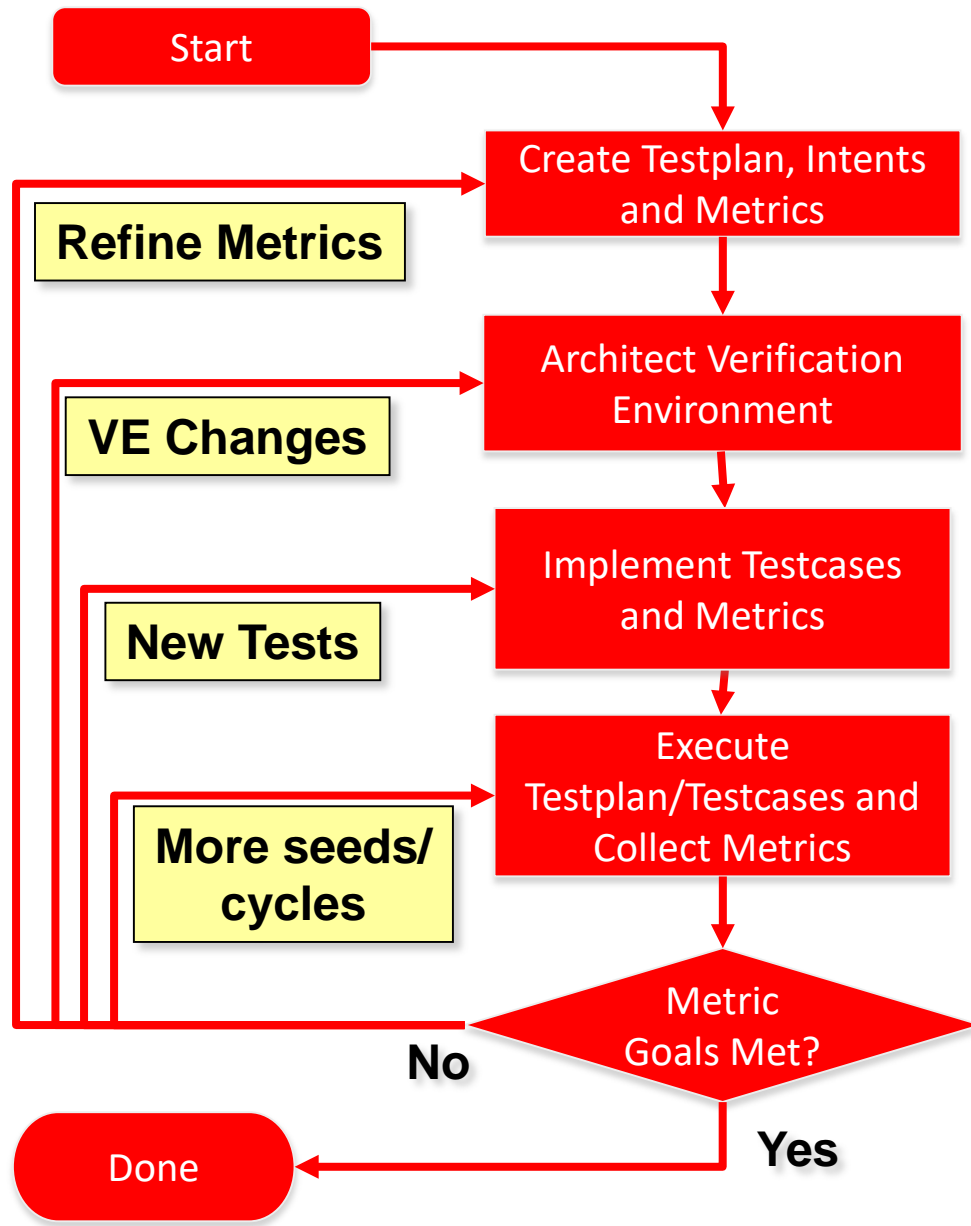 Start
Create Testplan, Intents
and Metrics
Refine Metrics
Architect Verification
Environment
VE Changes
Implement Testcases
and Metrics
New Tests
Execute
Testplan/Testcases and
Collect Metrics
More seeds/
cycles
Metric
Goals Met?
No
Yes
Done